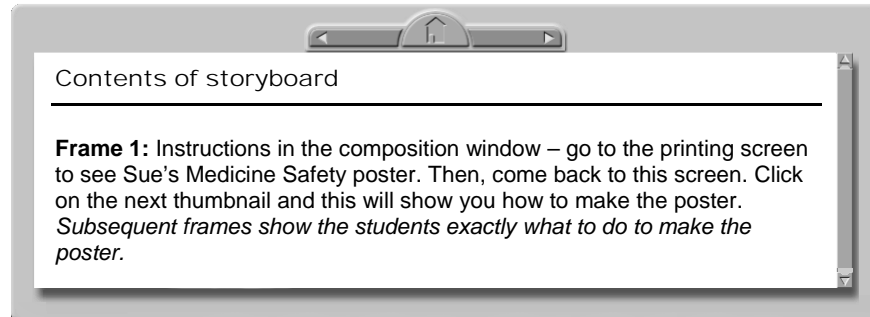 Contents of storyboard
Frame 1: Instructions in the composition window – go to the printing screen
to see Sue's Medicine Safety poster. Then, come back to this screen. Click
on the next thumbnail and this will show you how to make the poster.
Subsequent frames show the students exactly what to do to make the
poster.